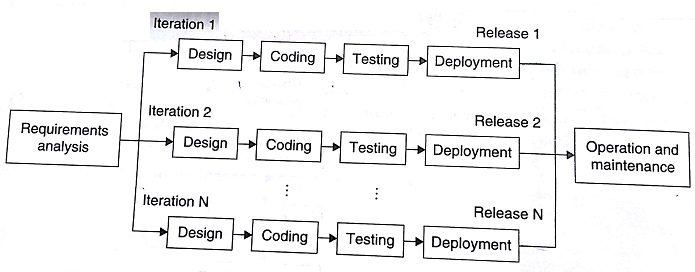 Iteration 1
Release 1
Design
Coding
Testing
Deployment
Iteration 2
Release 2
Requirements
analysis
Design
Coding
Testing
Deployment
Operation and
maintenance
Iteration N
Release N
Design
Coding
Testing
Deployment